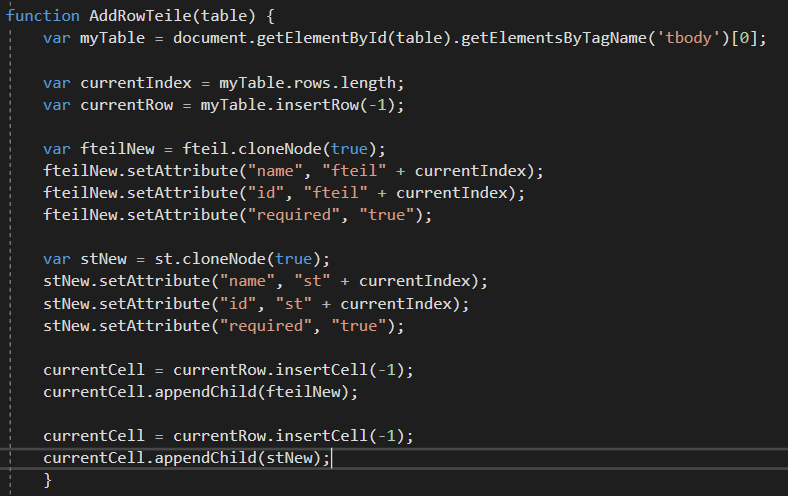 function AddRowTeile(table) {
var myTable = document.getElementById(table).getElementsByTagName('tbody')[0];
var currentIndex = myTable.rows.length;
var currentRow = myTable.insertRow(-1);
var fteilNew = fteil.cloneNode(true);
fteilNew.setAttribute("name", "fteil" + currentIndex);
fteilNew.setAttribute("id", "fteil" + currentIndex);
fteilNew.setAttribute("required", "true");
var stNew = st.cloneNode(true);
stNew.setAttribute("name", "st" + currentIndex);
stNew.setAttribute("id", "st" + currentIndex);
stNew.setAttribute("required", "true");
currentCell = currentRow.insertCell(-1);
currentCell.appendChild(fteilNew);
currentCell = currentRow.insertCell(-1);
currentCell.appendChild(stNew);
}